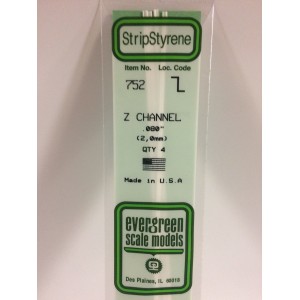 StripStyrene
Item No. Loc. Code
752
Z CHANNEL
.080"
(2,0mm)
QTY 4
Made in U.S.A
evergreen
scale models
Des Plaines, IL 60018